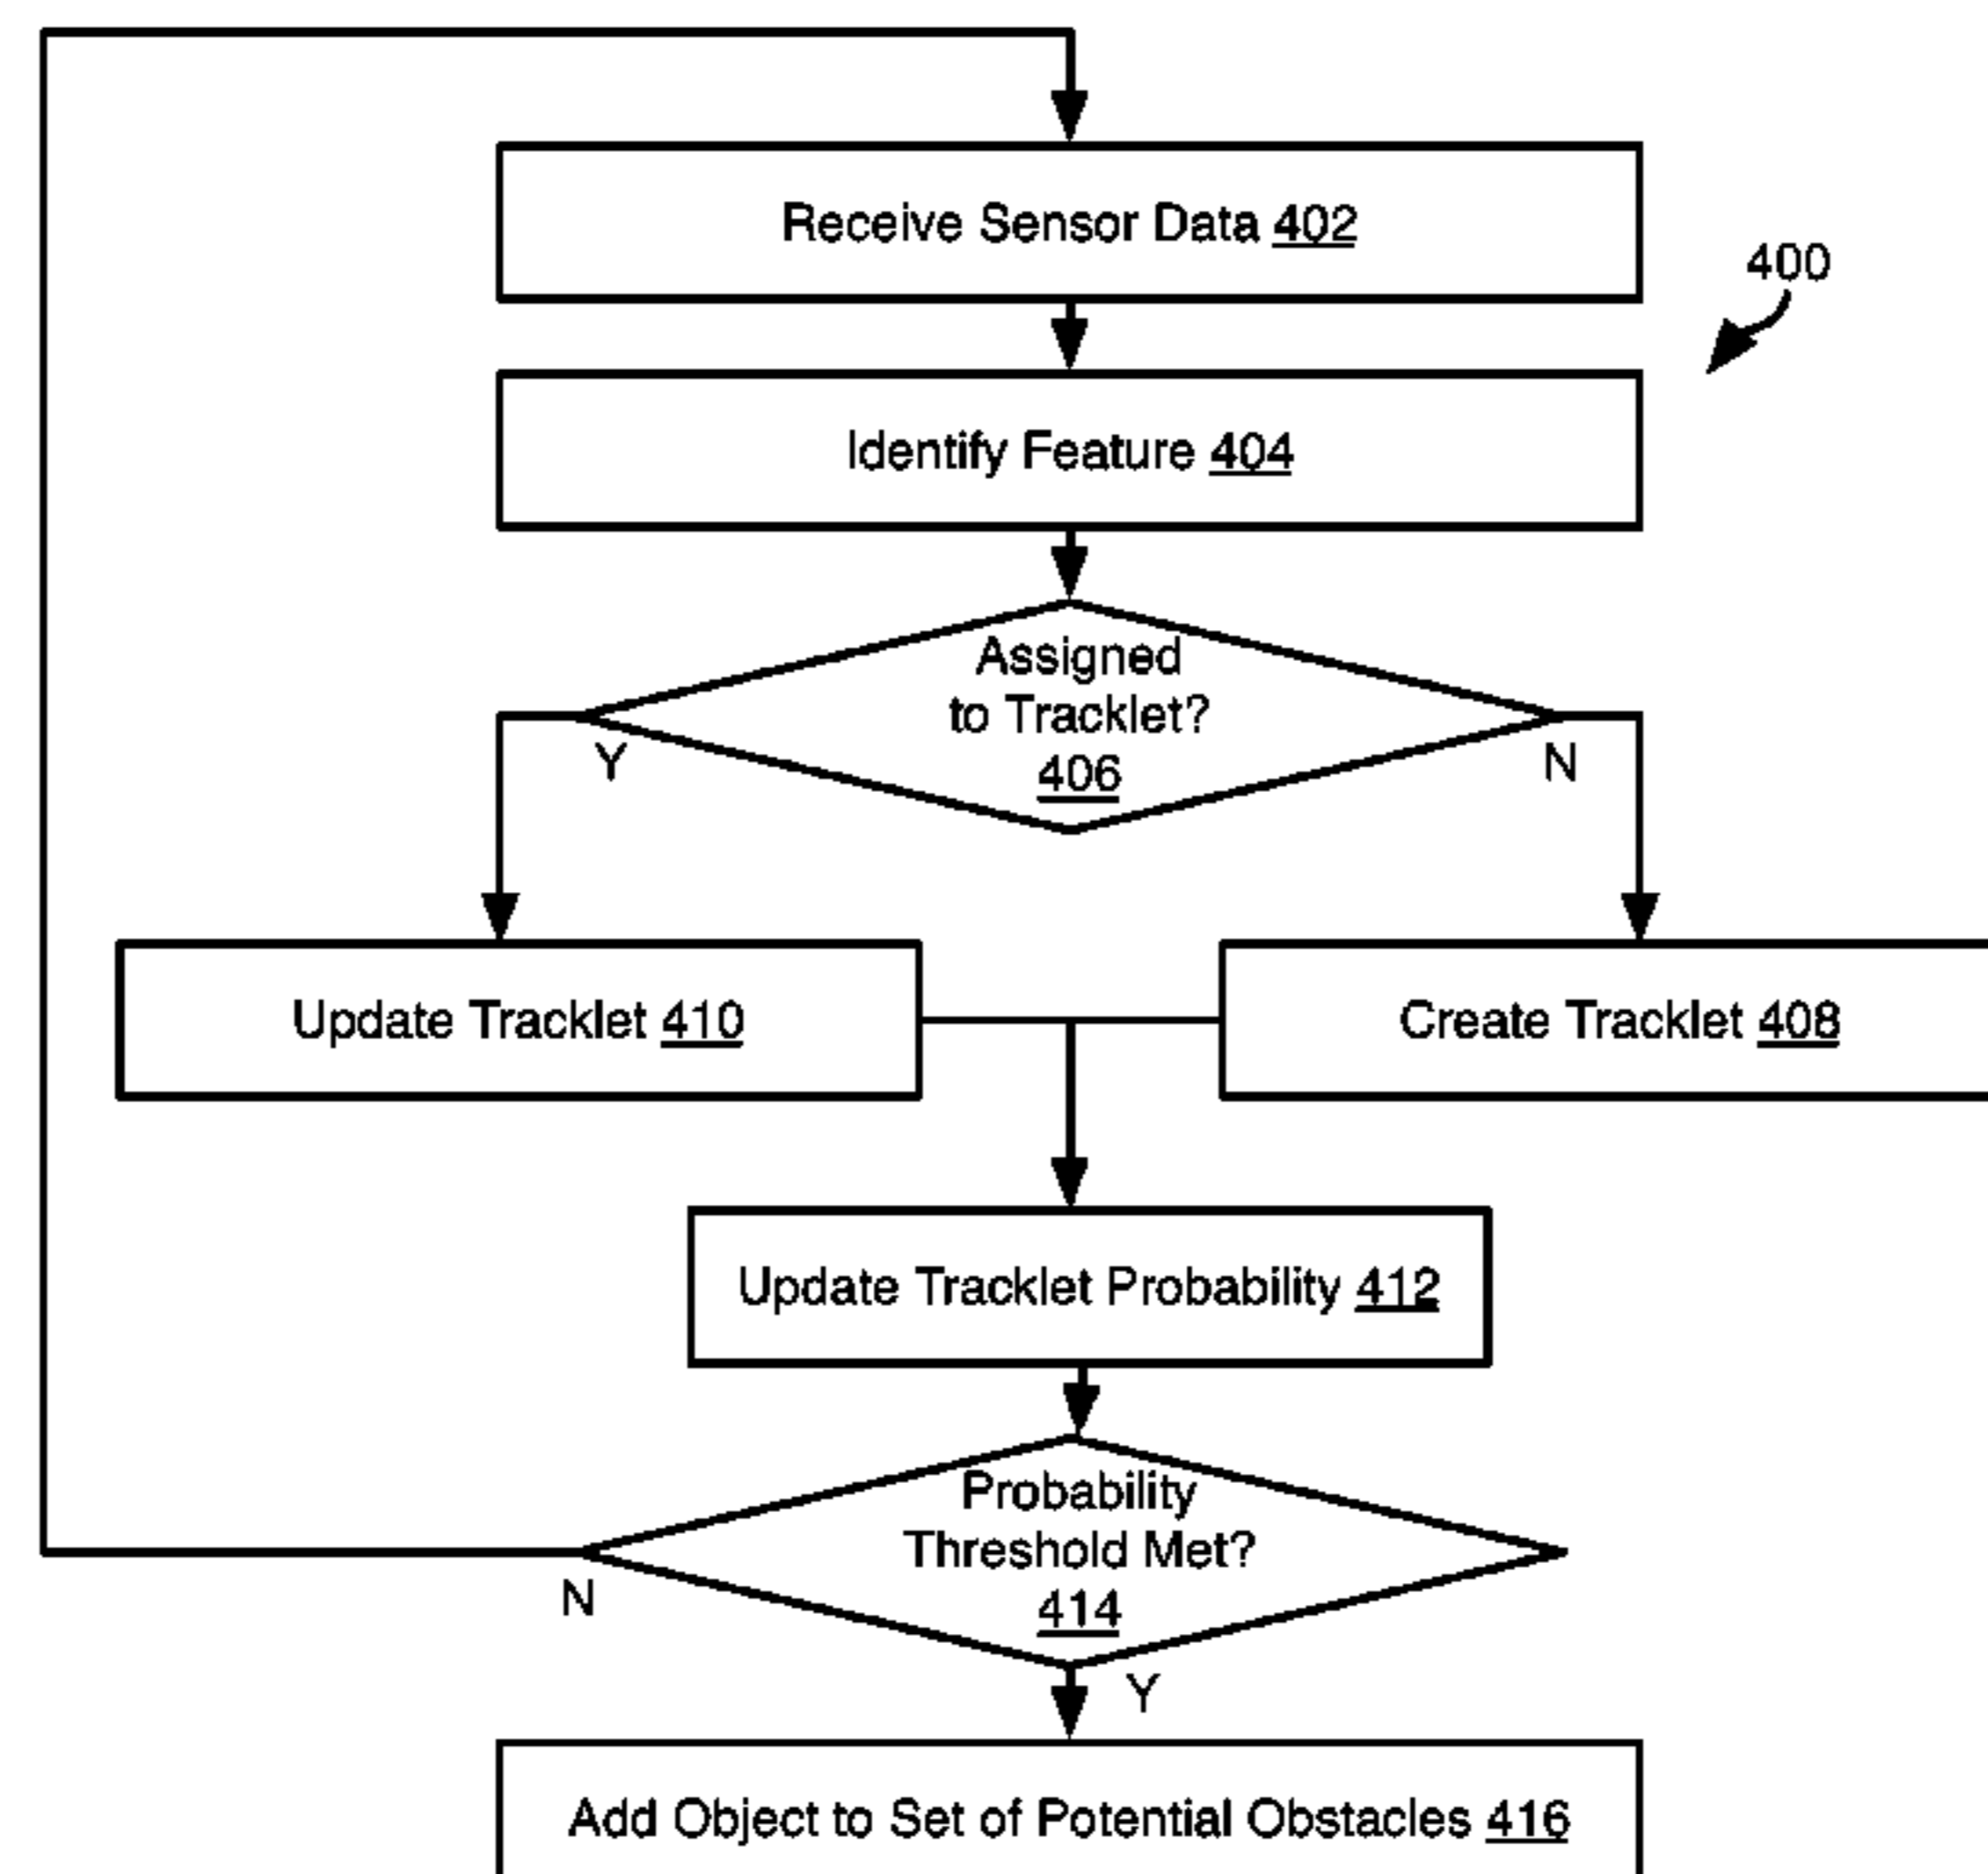 Receive Sensor Data 402
400
Identify Feature 404
Assigned
to Tracklet?
406
Y
N
Update Tracklet 410
Create Tracklet 408
Update Tracklet Probability 412
Probability
Threshold Met?
414
N
Y
Add Object to Set of Potential Obstacles 416